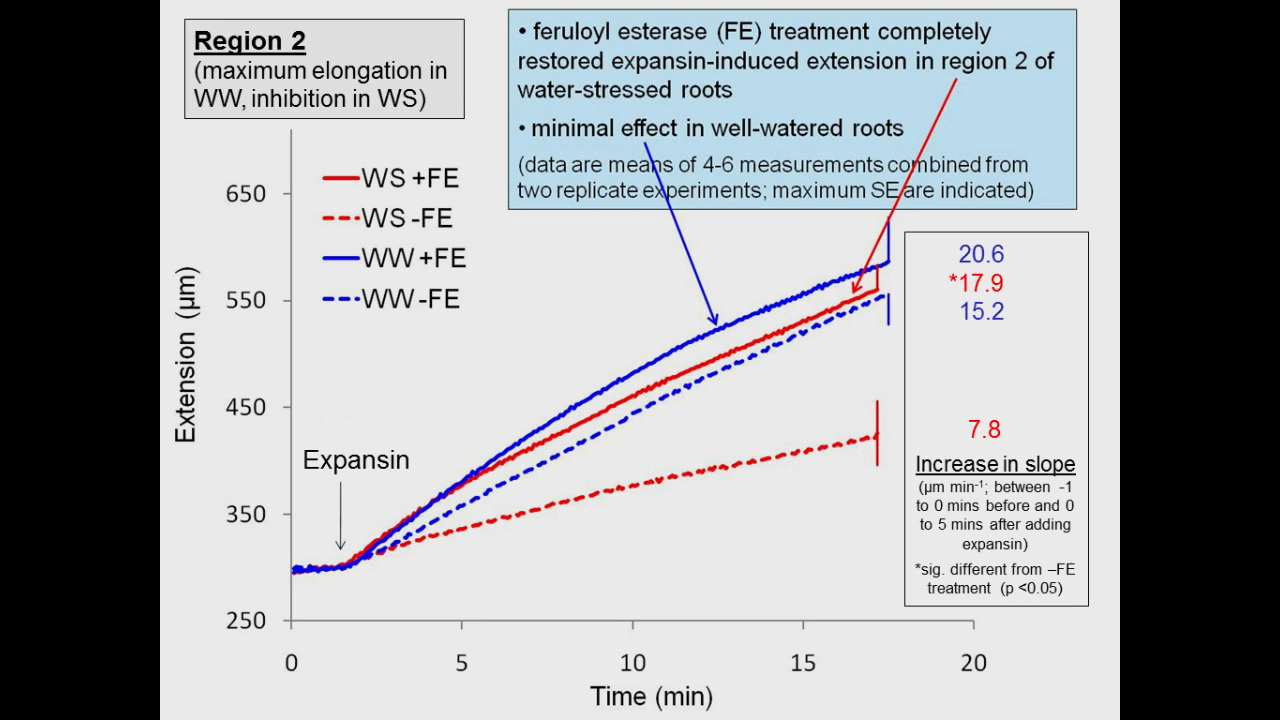 Region 2
(maximum elongation in
WW, inhibition in WS)
• feruloyl esterase (FE) treatment completely
restored expansin-induced extension in region 2 of
water-stressed roots
• minimal effect in well-watered roots
(data are means of 4-6 measurements combined from
two replicate experiments; maximum SE are indicated)
WS +FE
WS -FE
WW +FE
WW -FE
650
550
450
350
250
Extension (µm)
Expansin
0
5
10
15
20
Time (min)
20.6
*17.9
15.2
7.8
Increase in slope
(µm min-1; between -1
to 0 mins before and 0
to 5 mins after adding
expansin)
*sig. different from –FE
treatment (p <0.05)